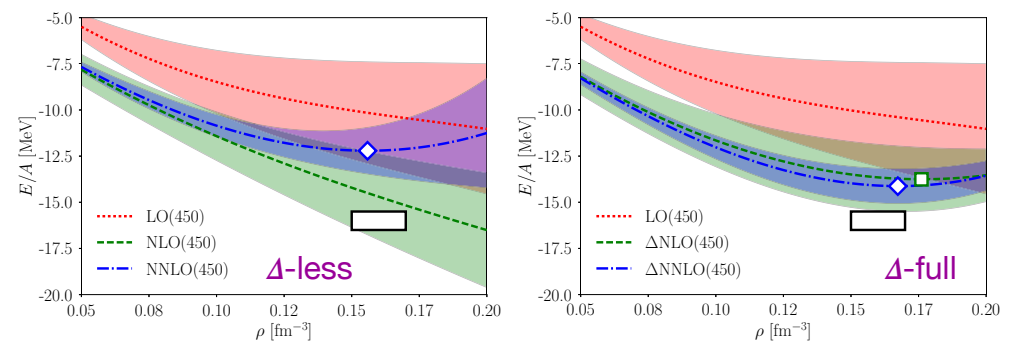 -5.0
-7.5
-10.0
-12.5
-15.0
-17.5
-20.0
E/A [MeV]
LO(450)
NLO(450)
NNLO(450)
Δ-less
0.05 0.08 0.10 0.12 0.15 0.17 0.20
ρ [fm⁻³]
-5.0
-7.5
-10.0
-12.5
-15.0
-17.5
-20.0
E/A [MeV]
LO(450)
ΔNLO(450)
ΔNNLO(450)
Δ-full
0.05 0.08 0.10 0.12 0.15 0.17 0.20
ρ [fm⁻³]